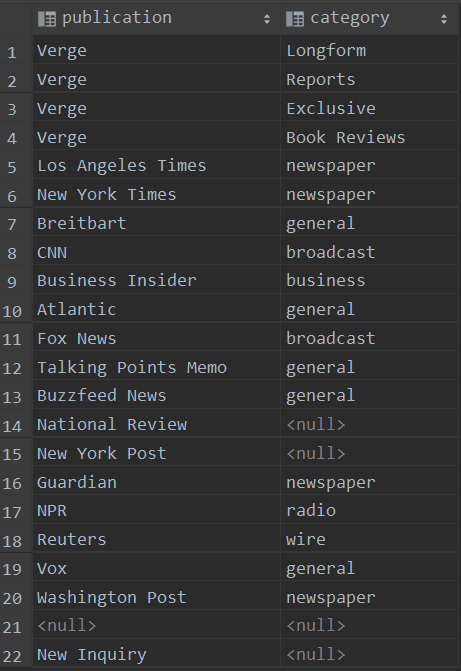 publication category
1 Verge Longform
2 Verge Reports
3 Verge Exclusive
4 Verge Book Reviews
5 Los Angeles Times newspaper
6 New York Times newspaper
7 Breitbart general
8 CNN broadcast
9 Business Insider business
10 Atlantic general
11 Fox News broadcast
12 Talking Points Memo general
13 Buzzfeed News general
14 National Review <null>
15 New York Post <null>
16 Guardian newspaper
17 NPR radio
18 Reuters wire
19 Vox general
20 Washington Post newspaper
21 <null> <null>
22 New Inquiry <null>